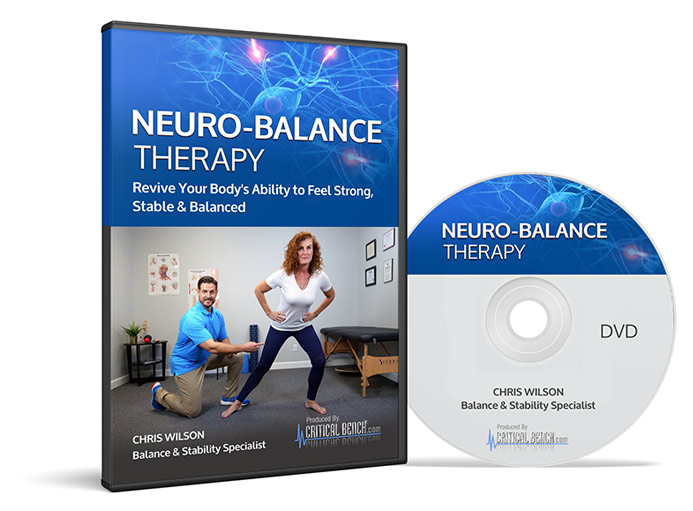 NEURO-BALANCE
THERAPY
Revive Your Body's Ability to Feel Strong,
Stable & Balanced
CHRIS WILSON
Balance & Stability Specialist
Produced By
CRITICAL BENCH.com
NEURO-BALANCE
THERAPY
DVD
CHRIS WILSON
Balance & Stability Specialist
Produced By
CRITICAL BENCH.com